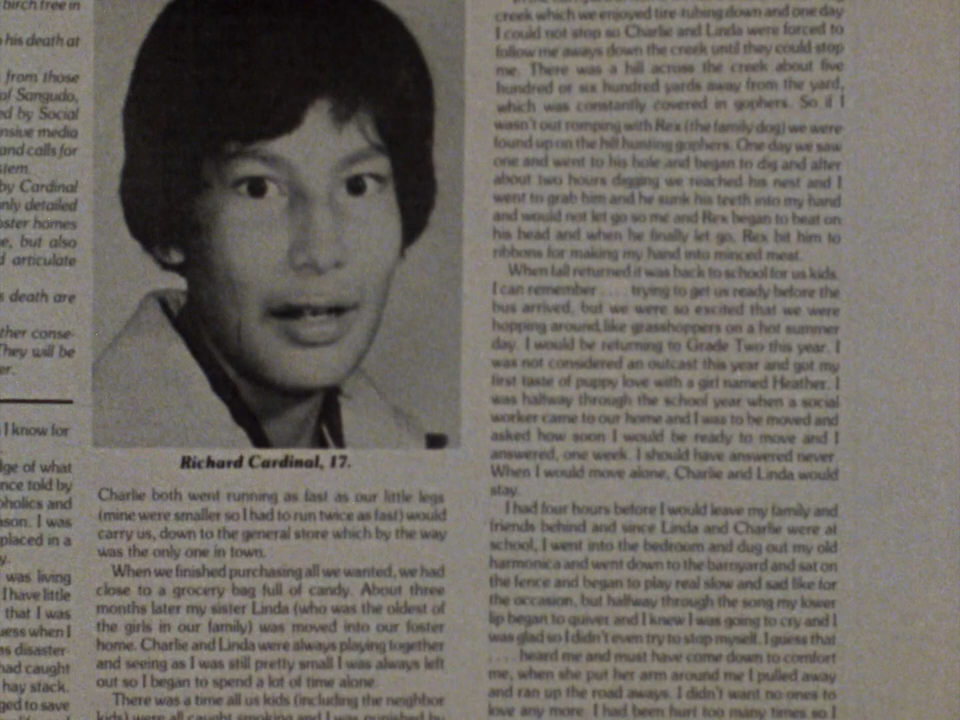 birch tree in
his death at
from those
of Sangudo,
ed by Social
nsive media
and calls for
stem.
by Cardinal
only detailed
oster homes
e, but also
d articulate
s death are
ther conse-
They will be
er.
I know for
dge of what
nce told by
oholics and
ason. I was
placed in a
y.
was living
I have little
that I was
uess when I
as disaster-
had caught
hay stack.
ged to save
Richard Cardinal, 17.
Charlie both went running as fast as our little legs
(mine were smaller so I had to run twice as fast) would
carry us, down to the general store which by the way
was the only one in town.
When we finished purchasing all we wanted, we had
close to a grocery bag full of candy. About three
months later my sister Linda (who was the oldest of
the girls in our family) was moved into our foster
home. Charlie and Linda were always playing together
and seeing as I was still pretty small I was always left
out so I began to spend a lot of time alone.
There was a time all us kids (including the neighbor
kids) were all caught smoking and I was punished by
creek which we enjoyed tire-tubing down and one day
I could not stop so Charlie and Linda were forced to
follow me aways down the creek until they could stop
me. There was a hill across the creek about five
hundred or six hundred yards away from the yard,
which was constantly covered in gophers. So if I
wasn't out romping with Rex (the family dog) we were
found up on the hill hunting gophers. One day we saw
one and went to his hole and began to dig and after
about two hours digging we reached his nest and I
went to grab him and he sunk his teeth into my hand
and would not let go so me and Rex began to beat on
his head and when he finally let go, Rex bit him to
ribbons for making my hand into minced meat.
When fall returned it was back to school for us kids.
I can remember .... trying to get us ready before the
bus arrived, but we were so excited that we were
hopping around like grasshoppers on a hot summer
day. I would be returning to Grade Two this year. I
was not considered an outcast this year and got my
first taste of puppy love with a girl named Heather. I
was halfway through the school year when a social
worker came to our home and I was to be moved and
asked how soon I would be ready to move and I
answered, one week. I should have answered never.
When I would move alone, Charlie and Linda would
stay.
I had four hours before I would leave my family and
friends behind and since Linda and Charlie were at
school, I went into the bedroom and dug out my old
harmonica and went down to the barnyard and sat on
the fence and began to play real slow and sad like for
the occasion, but halfway through the song my lower
lip began to quiver and I knew I was going to cry and I
was glad so I didn't even try to stop myself. I guess that
.... heard me and must have come down to comfort
me, when she put her arm around me I pulled away
and ran up the road aways. I didn't want no ones to
love any more. I had been hurt too many times so I